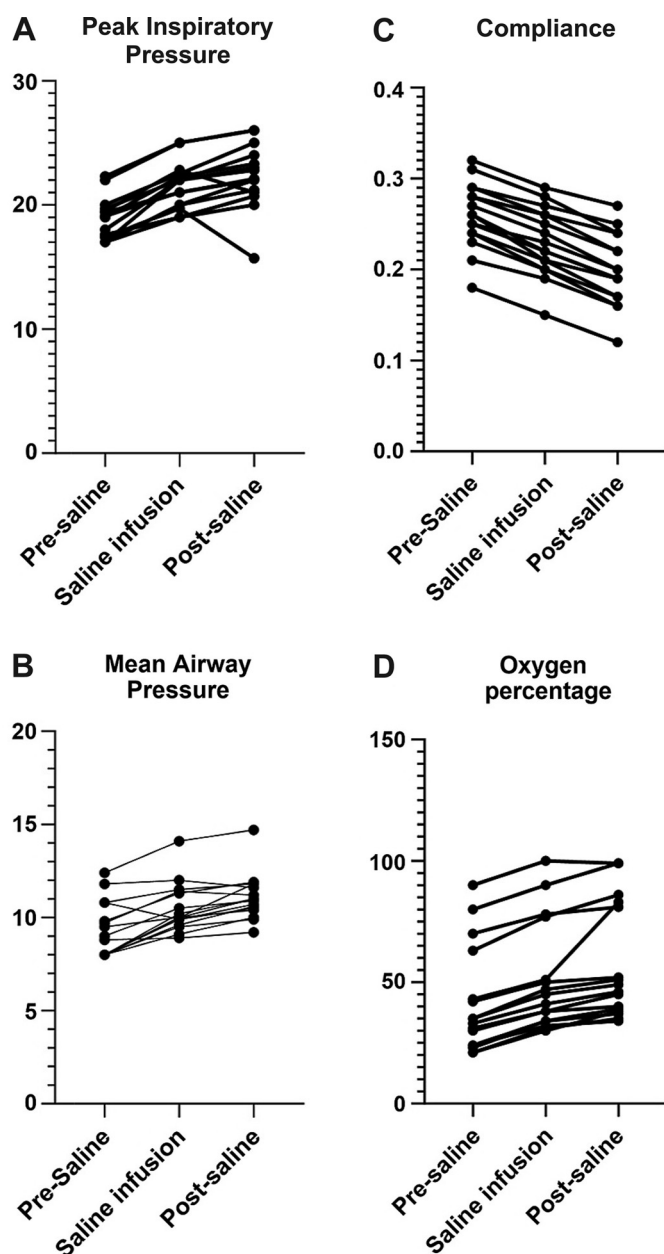 A
Peak Inspiratory
Pressure
30
20
10
0
Pre-saline
Saline infusion
Post-saline
C
Compliance
0.4
0.3
0.2
0.1
0.0
Pre-Saline
Saline infusion
Post-saline
B
Mean Airway
Pressure
20
15
10
5
0
Pre-Saline
Saline infusion
Post-saline
D
Oxygen
percentage
150
100
50
0
Pre-Saline
Saline infusion
Post-saline